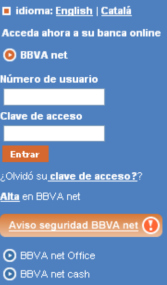 idioma: English | Català
Acceda ahora a su banca online
BBVA net
Número de usuario
Clave de acceso
Entrar
¿Olvidó su clave de acceso??
Alta en BBVA net
Aviso seguridad BBVA net
BBVA net Office
BBVA net cash